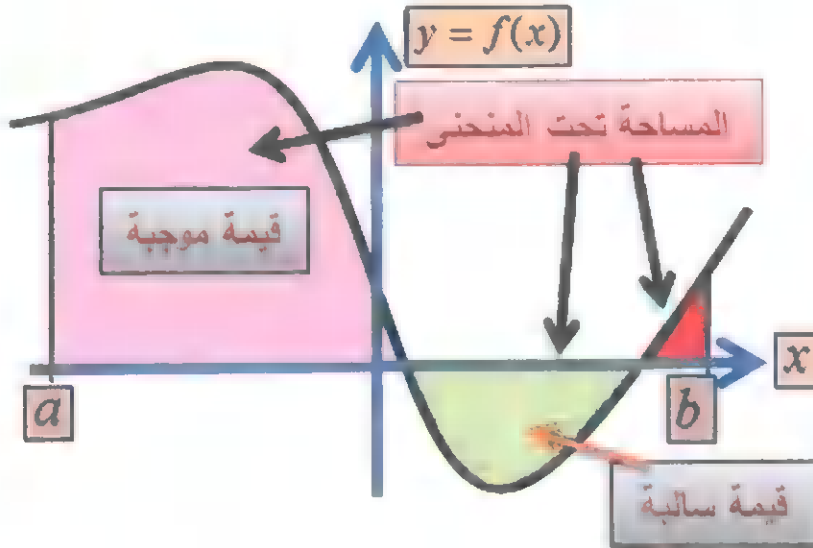 y = f(x)
المساحة تحت المنحنى
قيمة موجبة
x
a
b
قيمة سالبة